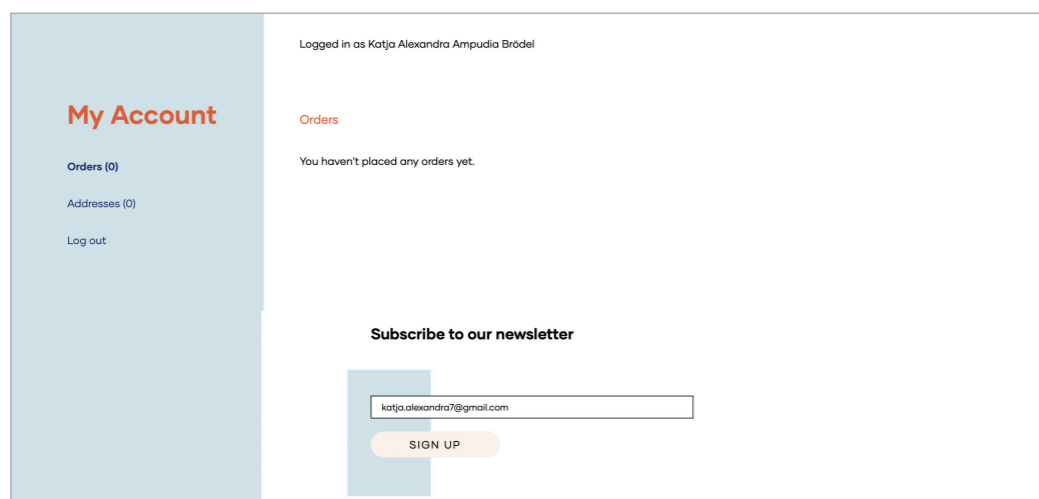 Logged in as Katja Alexandra Ampudia Brödel
My Account
Orders (0)
Addresses (0)
Log out
Orders
You haven't placed any orders yet.
Subscribe to our newsletter
katja.alexandra7@gmail.com
SIGN UP